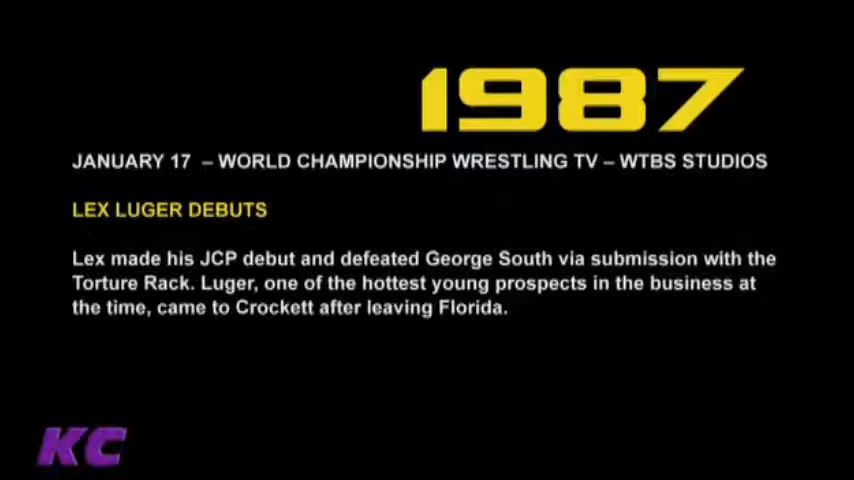 1987
JANUARY 17 – WORLD CHAMPIONSHIP WRESTLING TV – WTBS STUDIOS
LEX LUGER DEBUTS
Lex made his JCP debut and defeated George South via submission with the
Torture Rack. Luger, one of the hottest young prospects in the business at
the time, came to Crockett after leaving Florida.
KC